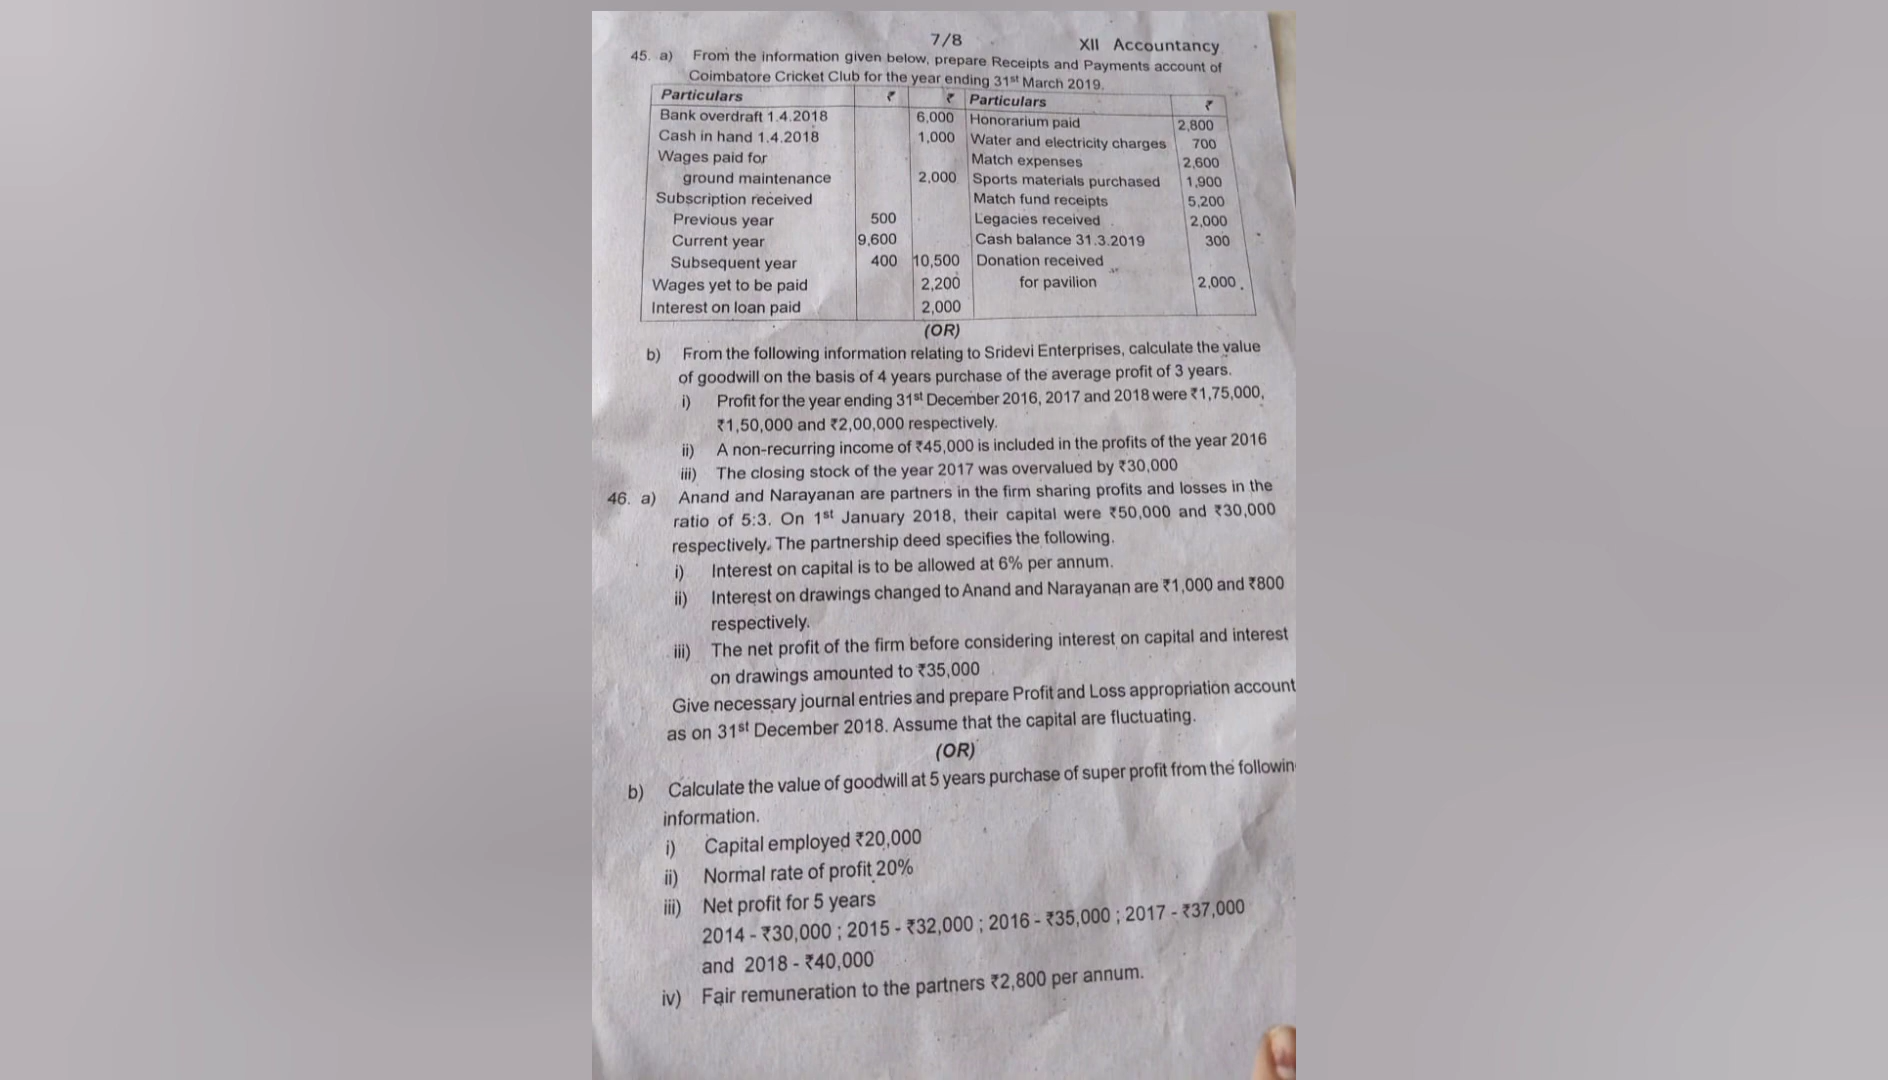 7/8
XII Accountancy
45. a) From the information given below, prepare Receipts and Payments account of
Coimbatore Cricket Club for the year ending 31st March 2019.
Particulars ₹ ₹ Particulars ₹
Bank overdraft 1.4.2018 6,000 Honorarium paid 2,800
Cash in hand 1.4.2018 1,000 Water and electricity charges 700
Wages paid for Match expenses 2,600
ground maintenance 2,000 Sports materials purchased 1,900
Subscription received Match fund receipts 5,200
Previous year 500 Legacies received 2,000
Current year 9,600 Cash balance 31.3.2019 300
Subsequent year 400 10,500 Donation received
Wages yet to be paid 2,200 for pavilion 2,000
Interest on loan paid 2,000
(OR)
b) From the following information relating to Sridevi Enterprises, calculate the value
of goodwill on the basis of 4 years purchase of the average profit of 3 years.
i) Profit for the year ending 31st December 2016, 2017 and 2018 were ₹1,75,000,
₹1,50,000 and ₹2,00,000 respectively.
ii) A non-recurring income of ₹45,000 is included in the profits of the year 2016
iii) The closing stock of the year 2017 was overvalued by ₹30,000
46. a) Anand and Narayanan are partners in the firm sharing profits and losses in the
ratio of 5:3. On 1st January 2018, their capital were ₹50,000 and ₹30,000
respectively. The partnership deed specifies the following.
i) Interest on capital is to be allowed at 6% per annum.
ii) Interest on drawings changed to Anand and Narayanan are ₹1,000 and ₹800
respectively.
iii) The net profit of the firm before considering interest on capital and interest
on drawings amounted to ₹35,000
Give necessary journal entries and prepare Profit and Loss appropriation account
as on 31st December 2018. Assume that the capital are fluctuating.
(OR)
b) Calculate the value of goodwill at 5 years purchase of super profit from the followin
information.
i) Capital employed ₹20,000
ii) Normal rate of profit 20%
iii) Net profit for 5 years
2014 - ₹30,000 ; 2015 - ₹32,000 ; 2016 - ₹35,000 ; 2017 - ₹37,000
and 2018 - ₹40,000
iv) Fair remuneration to the partners ₹2,800 per annum.